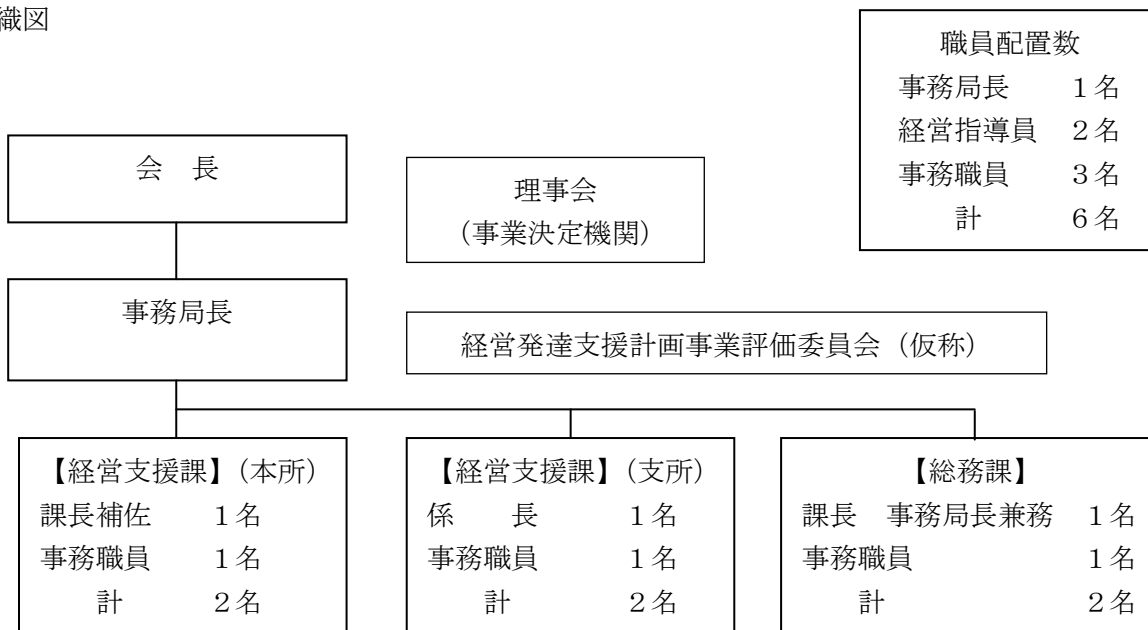 織図
職員配置数
事務局長 1名
経営指導員 2名
事務職員 3名
計 6名
会 長
理事会
(事業決定機関)
事務局長
経営発達支援計画事業評価委員会（仮称）
【経営支援課】(本所)
課長補佐 1名
事務職員 1名
計 2名
【経営支援課】(支所)
係 長 1名
事務職員 1名
計 2名
【総務課】
課長 事務局長兼務 1名
事務職員 1名
計 2名